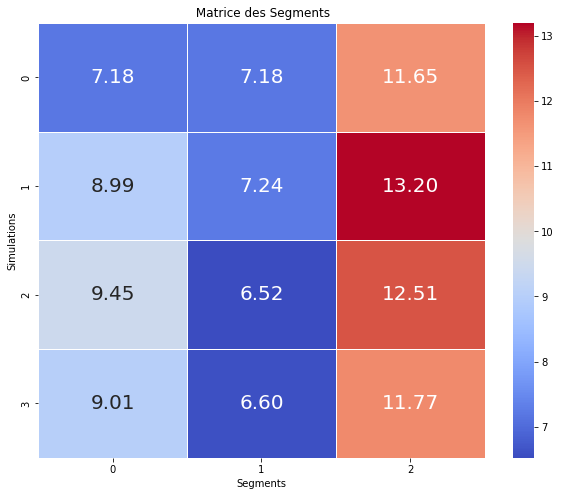 Matrice des Segments
7.18 7.18 11.65
8.99 7.24 13.20
9.45 6.52 12.51
9.01 6.60 11.77
0
1
2
3
Simulations
0 1 2
Segments
13
12
11
10
9
8
7